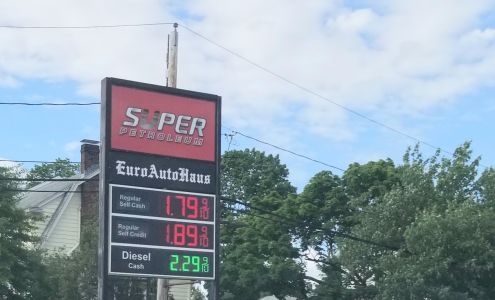 SUPER
PETROLEUM
EuroAutoHaus
Regular
Self Cash 1.79 9/10
Regular
Self Credit 1.89 9/10
Diesel
Cash 2.29 9/10